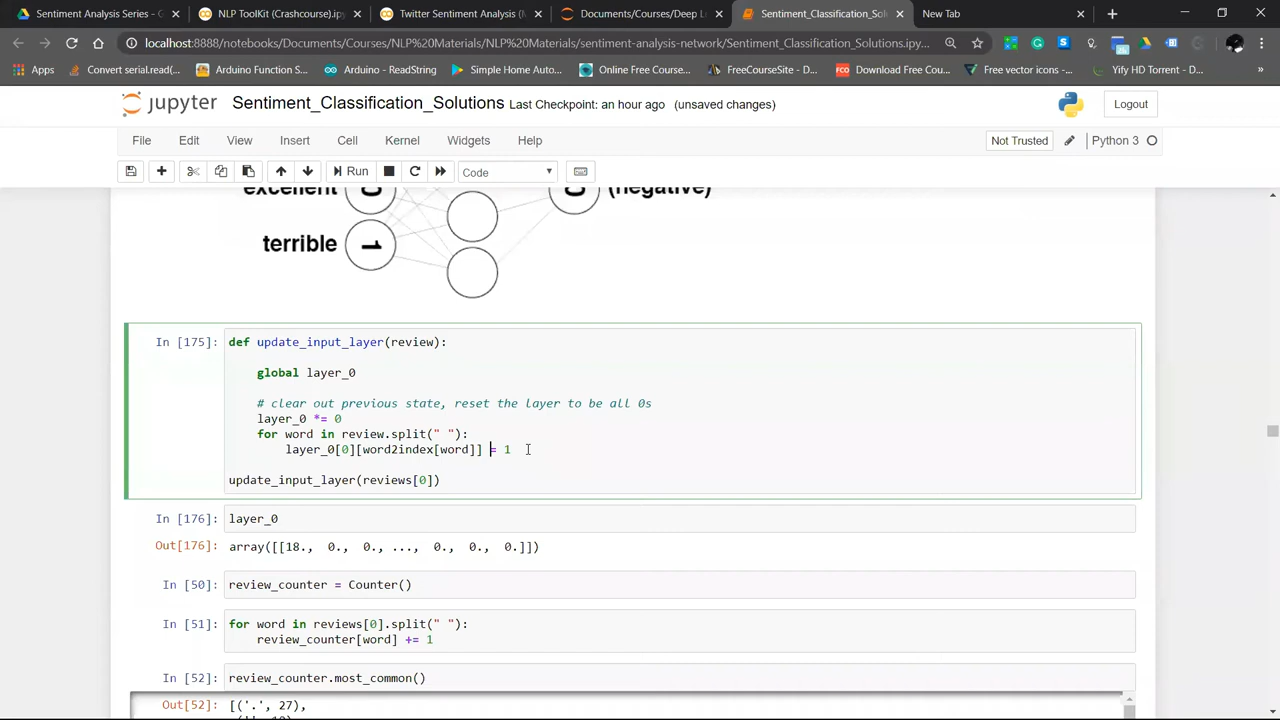 Sentiment Analysis Series - G
NLP ToolKit (Crashcourse).ipyn
Twitter Sentiment Analysis (N
Documents/Courses/Deep L
Sentiment_Classification_Solu
New Tab
localhost:8888/notebooks/Documents/Courses/NLP%20Materials/NLP%20Materials/sentiment-analysis-network/Sentiment_Classification_Solutions.ipy...
Apps
Convert serial.read(...
Arduino Function S...
Arduino - ReadString
Simple Home Auto...
Online Free Course...
FreeCourseSite - D...
FCO
Download Free Cou...
Free vector icons -...
Yify HD Torrent - D...
»
jupyter Sentiment_Classification_Solutions Last Checkpoint: an hour ago (unsaved changes)
Logout
File Edit View Insert Cell Kernel Widgets Help
Not Trusted
Python 3
Run
Code
excellent
0
0
(negative)
terrible
1
In [175]: def update_input_layer(review):
global layer_0
# clear out previous state, reset the layer to be all 0s
layer_0 *= 0
for word in review.split(" "):
layer_0[0][word2index[word]] = 1
update_input_layer(reviews[0])
In [176]: layer_0
Out[176]: array([[18., 0., 0., ..., 0., 0., 0.]])
In [50]: review_counter = Counter()
In [51]: for word in reviews[0].split(" "):
review_counter[word] += 1
In [52]: review_counter.most_common()
Out[52]: [('.', 27),